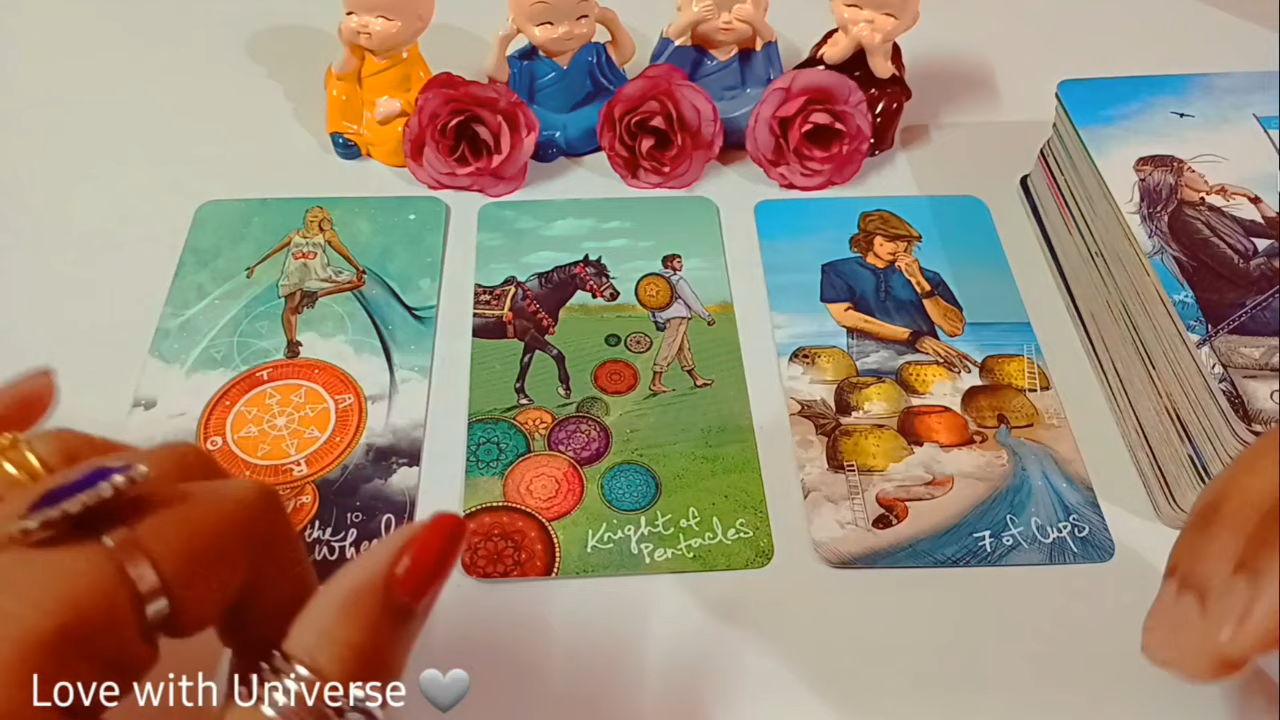 T A R O
10.
the Wheel
Knight of
Pentacles
7 of Cups
Love with Universe 🤍